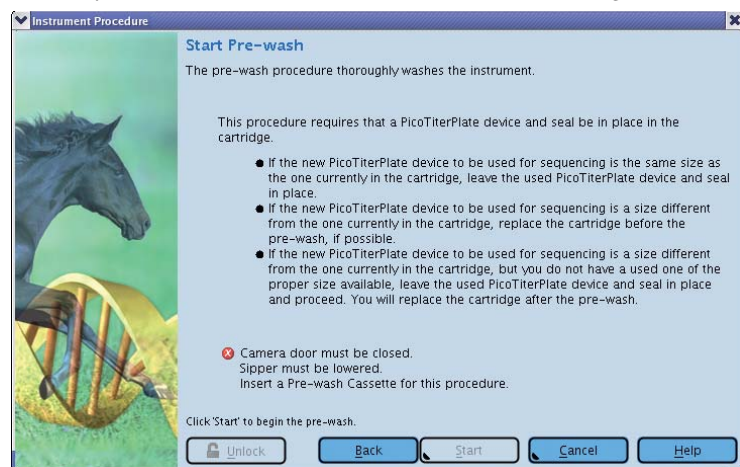 Instrument Procedure
Start Pre-wash
The pre-wash procedure thoroughly washes the instrument.
This procedure requires that a PicoTiterPlate device and seal be in place in the
cartridge.
If the new PicoTiterPlate device to be used for sequencing is the same size as
the one currently in the cartridge, leave the used PicoTiterPlate device and seal
in place.
If the new PicoTiterPlate device to be used for sequencing is a size different
from the one currently in the cartridge, replace the cartridge before the
pre-wash, if possible.
If the new PicoTiterPlate device to be used for sequencing is a size different
from the one currently in the cartridge, but you do not have a used one of the
proper size available, leave the used PicoTiterPlate device and seal in place
and proceed. You will replace the cartridge after the pre-wash.
Camera door must be closed.
Sipper must be lowered.
Insert a Pre-wash Cassette for this procedure.
Click 'Start' to begin the pre-wash.
Unlock Back Start Cancel Help